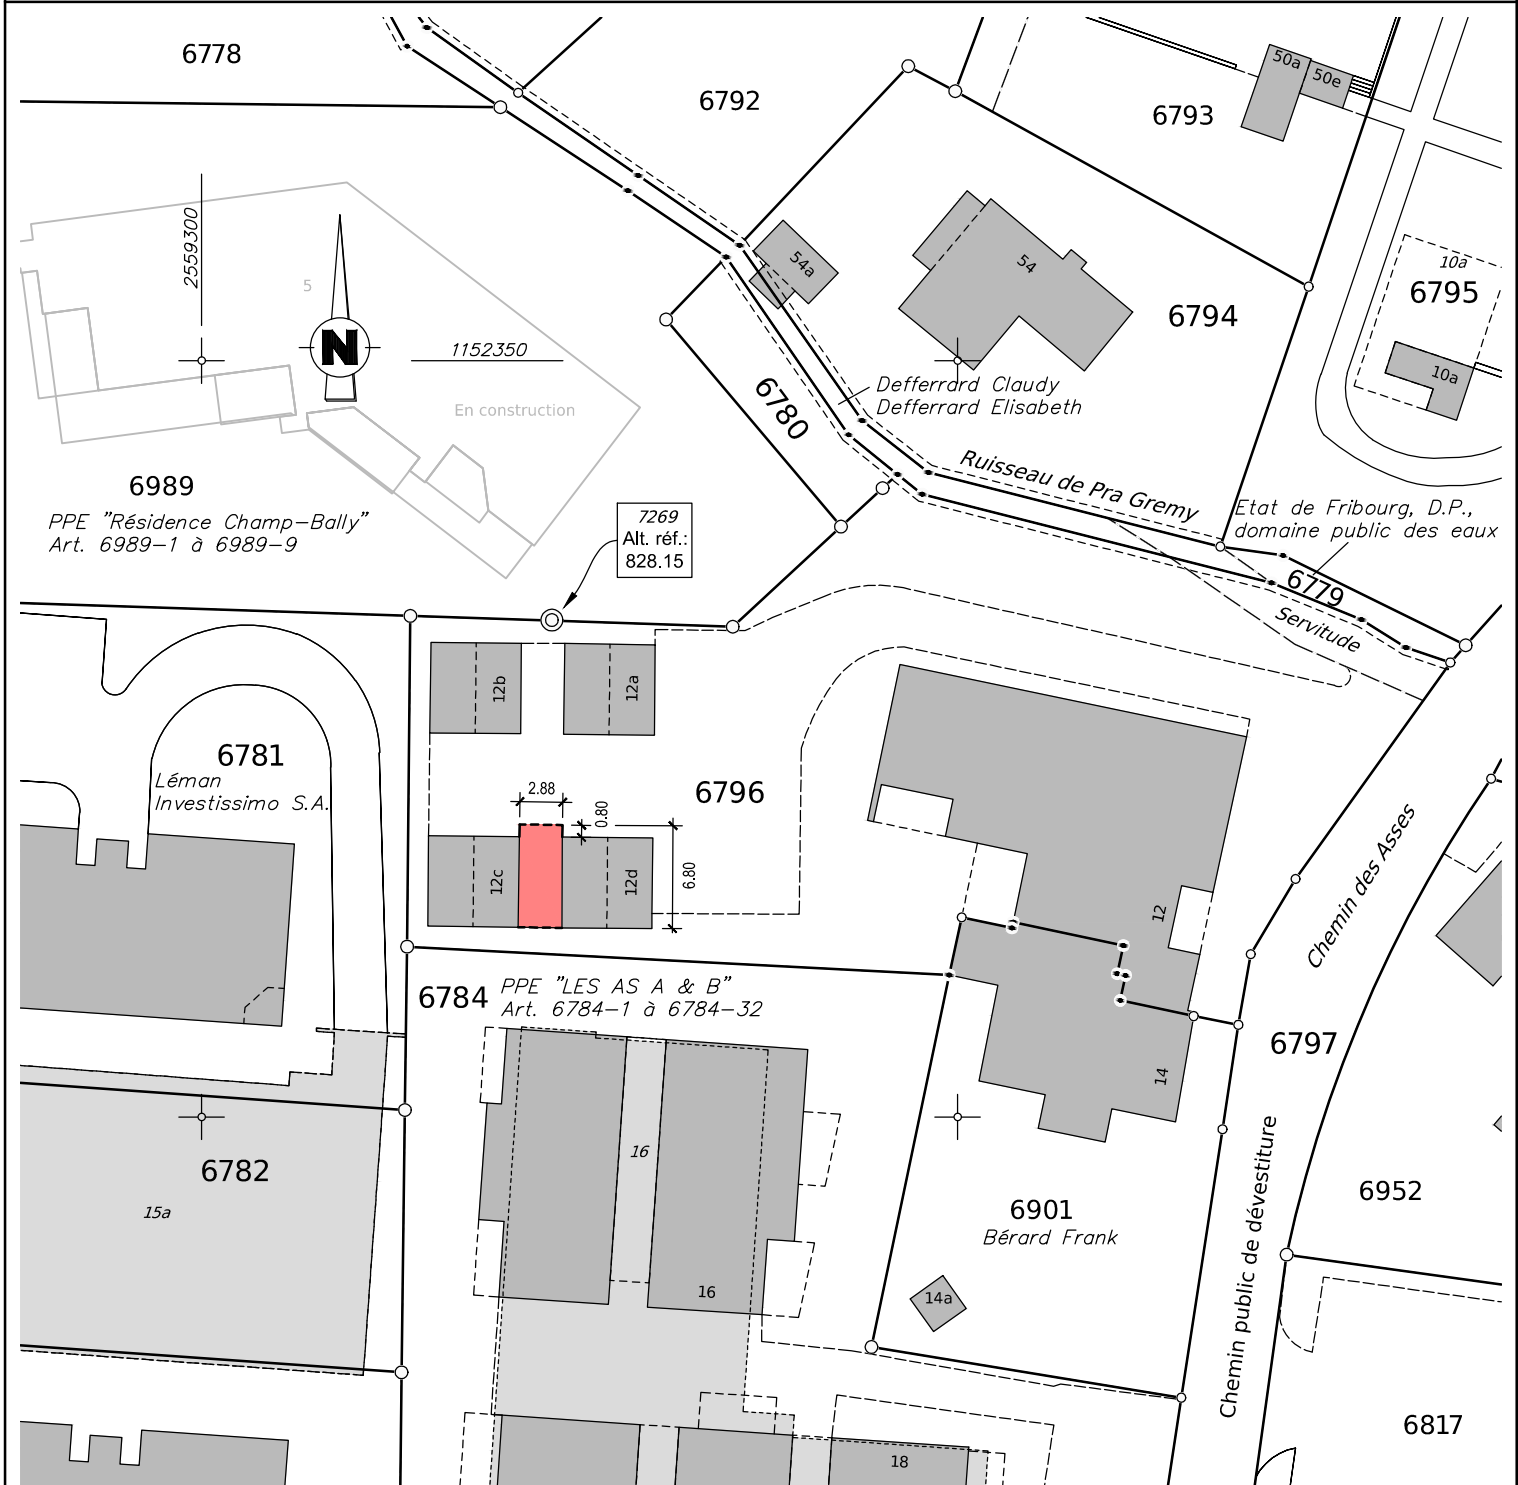 6778
6792
6793
50a
50e
2559300
5
N
1152350
En construction
54a
54
6794
10a
6795
10a
6780
Defferrard Claudy
Defferrard Elisabeth
Ruisseau de Pra Gremy
Etat de Fribourg, D.P.,
domaine public des eaux
6779
Servitude
6989
PPE "Résidence Champ-Bally"
Art. 6989-1 à 6989-9
7269
Alt. réf.:
828.15
12b
12a
6781
Léman
Investissimo S.A.
6796
2.88
0.80
6.80
12c
12d
12
Chemin des Asses
6784
PPE "LES AS A & B"
Art. 6784-1 à 6784-32
6797
14
16
6782
15a
16
6901
Bérard Frank
14a
6952
Chemin public de dévestiture
6817
18